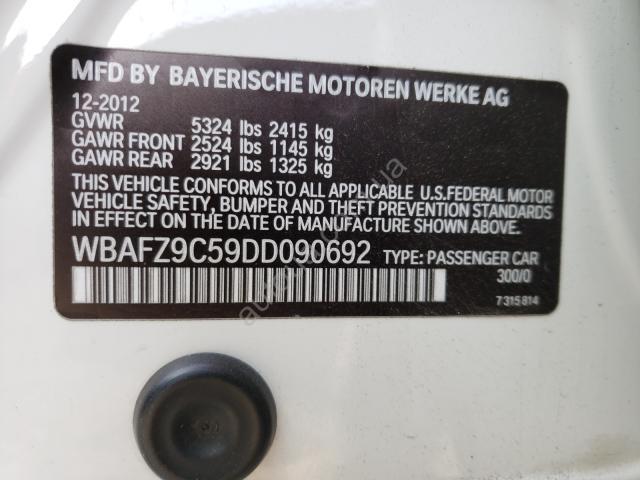 MFD BY BAYERISCHE MOTOREN WERKE AG
12-2012
GVWR 5324 lbs 2415 kg
GAWR FRONT 2524 lbs 1145 kg
GAWR REAR 2921 lbs 1325 kg
THIS VEHICLE CONFORMS TO ALL APPLICABLE U.S.FEDERAL MOTOR
VEHICLE SAFETY, BUMPER AND THEFT PREVENTION STANDARDS
IN EFFECT ON THE DATE OF MANUFACTURE SHOWN ABOVE.
WBAFZ9C59DD090692 TYPE: PASSENGER CAR
300/0
7315814